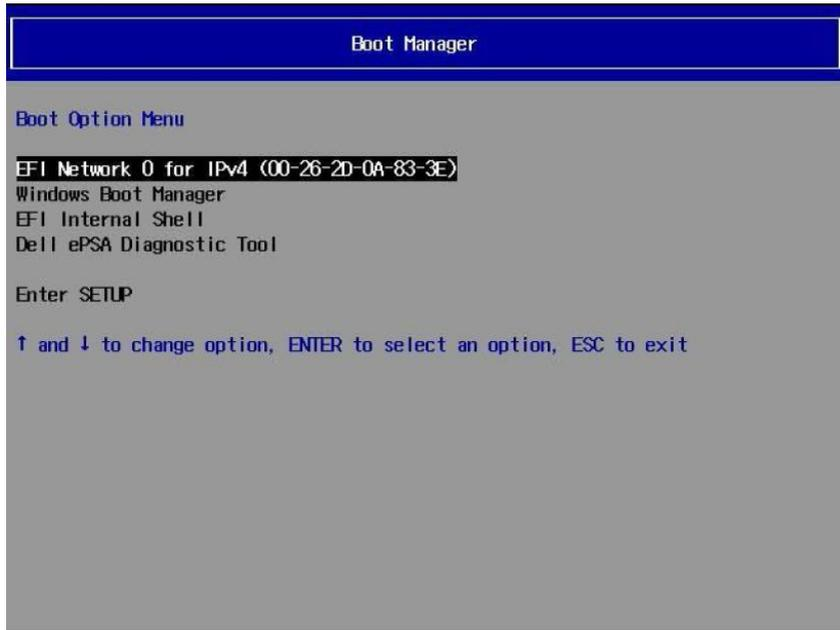 Boot Manager
Boot Option Menu
EFI Network 0 for IPv4 (00-26-2D-0A-83-3E)
Windows Boot Manager
EFI Internal Shell
Dell ePSA Diagnostic Tool
Enter SETUP
↑ and ↓ to change option, ENTER to select an option, ESC to exit